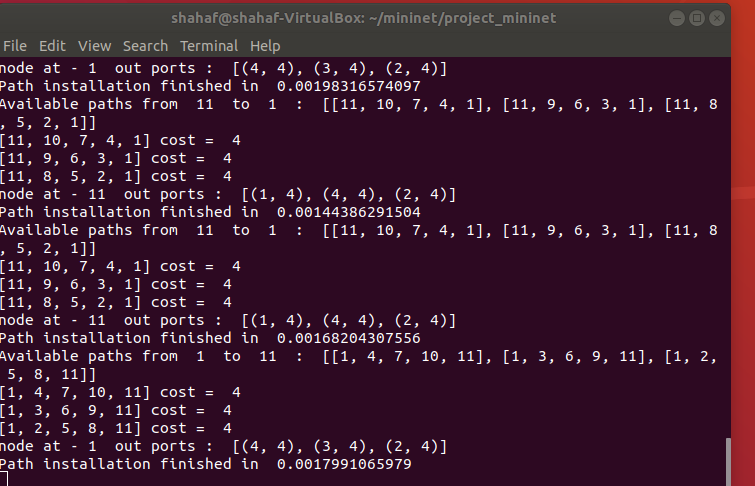 shahaf@shahaf-VirtualBox: ~/mininet/project_mininet
File Edit View Search Terminal Help
node at - 1  out ports :  [(4, 4), (3, 4), (2, 4)]
Path installation finished in  0.00198316574097
Available paths from  11  to  1  :  [[11, 10, 7, 4, 1], [11, 9, 6, 3, 1], [11, 8
, 5, 2, 1]]
[11, 10, 7, 4, 1] cost =  4
[11, 9, 6, 3, 1] cost =  4
[11, 8, 5, 2, 1] cost =  4
node at - 11  out ports :  [(1, 4), (4, 4), (2, 4)]
Path installation finished in  0.00144386291504
Available paths from  11  to  1  :  [[11, 10, 7, 4, 1], [11, 9, 6, 3, 1], [11, 8
, 5, 2, 1]]
[11, 10, 7, 4, 1] cost =  4
[11, 9, 6, 3, 1] cost =  4
[11, 8, 5, 2, 1] cost =  4
node at - 11  out ports :  [(1, 4), (4, 4), (2, 4)]
Path installation finished in  0.00168204307556
Available paths from  1  to  11  :  [[1, 4, 7, 10, 11], [1, 3, 6, 9, 11], [1, 2,
 5, 8, 11]]
[1, 4, 7, 10, 11] cost =  4
[1, 3, 6, 9, 11] cost =  4
[1, 2, 5, 8, 11] cost =  4
node at - 1  out ports :  [(4, 4), (3, 4), (2, 4)]
Path installation finished in  0.0017991065979